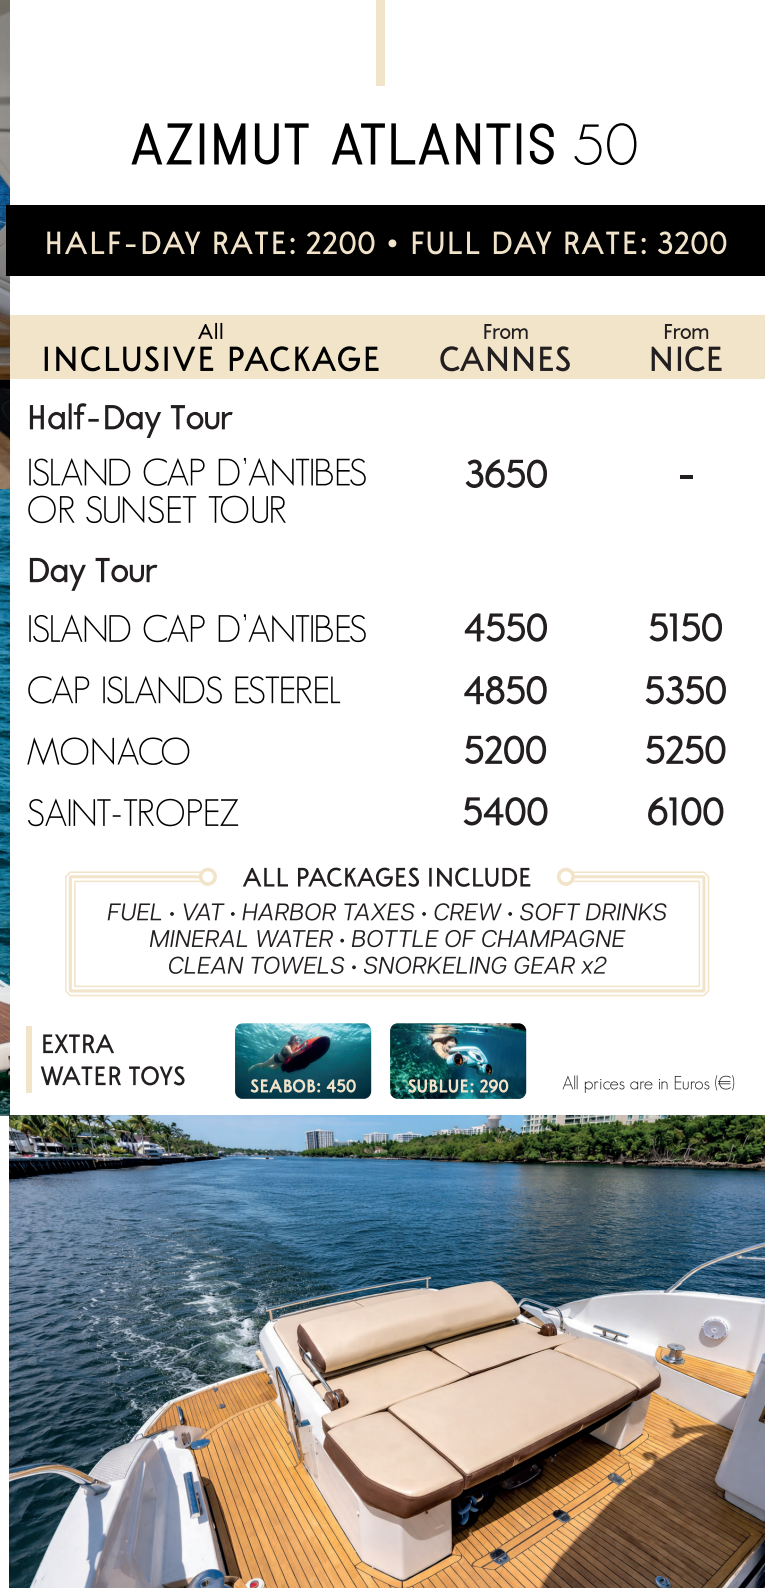 AZIMUT ATLANTIS 50
HALF-DAY RATE: 2200 • FULL DAY RATE: 3200
All
INCLUSIVE PACKAGE
From
CANNES
From
NICE
Half-Day Tour
ISLAND CAP D'ANTIBES
OR SUNSET TOUR
3650 -
Day Tour
ISLAND CAP D'ANTIBES 4550 5150
CAP ISLANDS ESTEREL 4850 5350
MONACO 5200 5250
SAINT-TROPEZ 5400 6100
ALL PACKAGES INCLUDE
FUEL • VAT • HARBOR TAXES • CREW • SOFT DRINKS
MINERAL WATER • BOTTLE OF CHAMPAGNE
CLEAN TOWELS • SNORKELING GEAR x2
EXTRA
WATER TOYS
SEABOB: 450
SUBLUE: 290
All prices are in Euros (€)